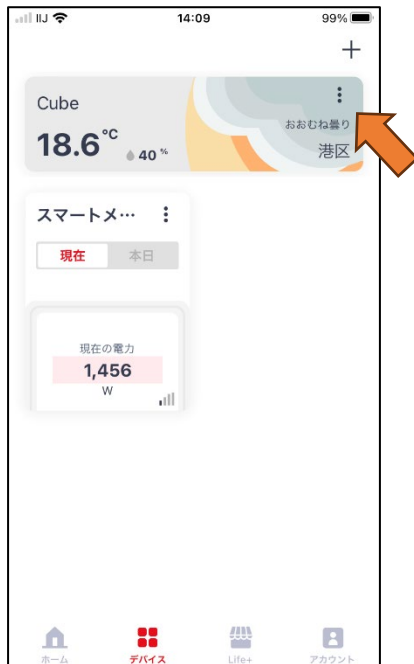 IIJ 14:09 99%
+
Cube
18.6 ℃ 40 %
おおむね曇り
港区
スマートメ…
現在 本日
現在の電力
1,456
W
ホーム デバイス Life+ アカウント